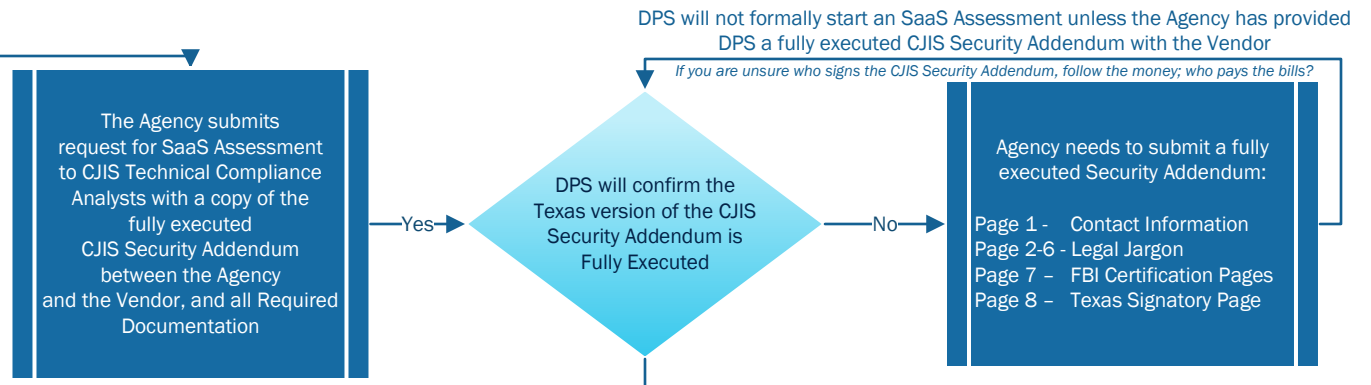 DPS will not formally start an SaaS Assessment unless the Agency has provided
DPS a fully executed CJIS Security Addendum with the Vendor
If you are unsure who signs the CJIS Security Addendum, follow the money; who pays the bills?
The Agency submits
request for SaaS Assessment
to CJIS Technical Compliance
Analysts with a copy of the
fully executed
CJIS Security Addendum
between the Agency
and the Vendor, and all Required
Documentation
Yes
DPS will confirm the
Texas version of the CJIS
Security Addendum is
Fully Executed
No
Agency needs to submit a fully
executed Security Addendum:
Page 1 - Contact Information
Page 2-6 - Legal Jargon
Page 7 – FBI Certification Pages
Page 8 – Texas Signatory Page